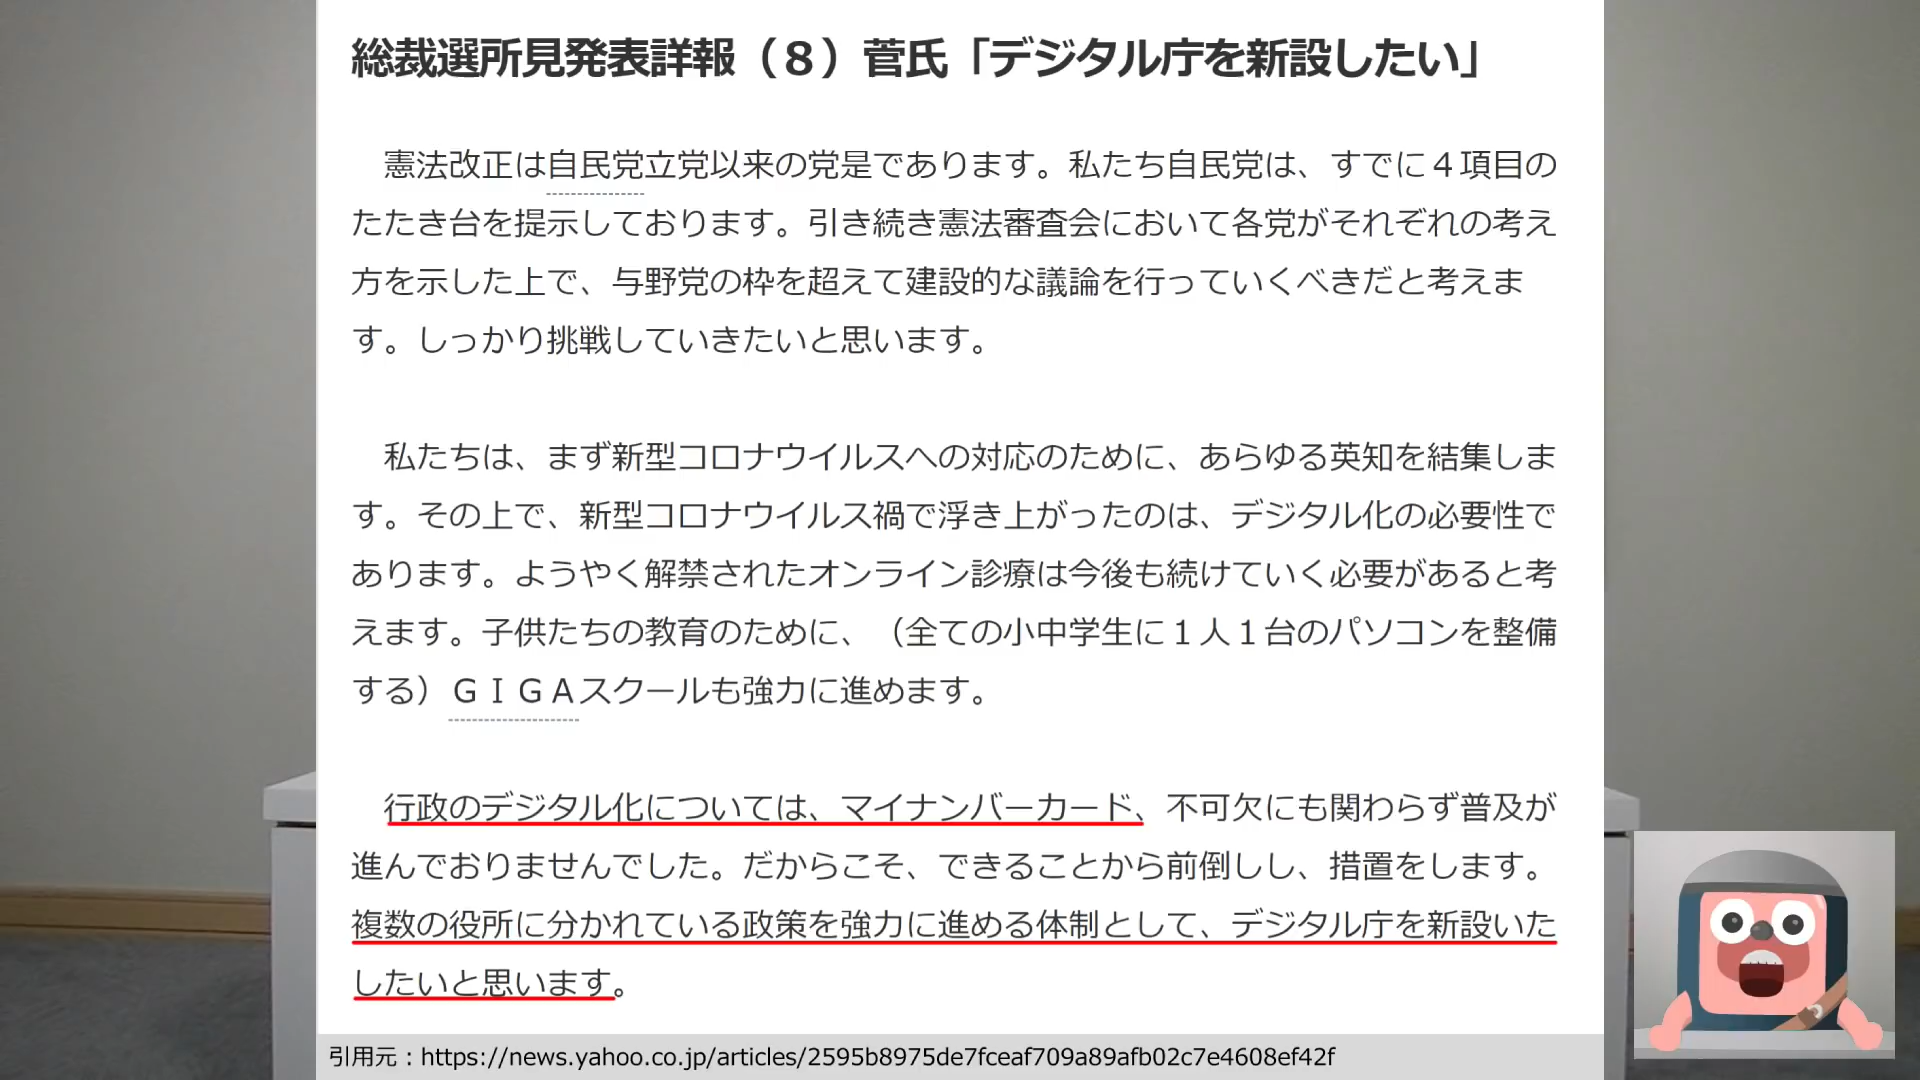 総裁選所見発表詳報（８）菅氏「デジタル庁を新設したい」
憲法改正は自民党立党以来の党是であります。私たち自民党は、すでに４項目の
たたき台を提示しております。引き続き憲法審査会において各党がそれぞれの考え
方を示した上で、与野党の枠を超えて建設的な議論を行っていくべきだと考えま
す。しっかり挑戦していきたいと思います。
私たちは、まず新型コロナウイルスへの対応のために、あらゆる英知を結集しま
す。その上で、新型コロナウイルス禍で浮き上がったのは、デジタル化の必要性で
あります。ようやく解禁されたオンライン診療は今後も続けていく必要があると考
えます。子供たちの教育のために、（全ての小中学生に１人１台のパソコンを整備
する）ＧＩＧＡスクールも強力に進めます。
行政のデジタル化については、マイナンバーカード、不可欠にも関わらず普及が
進んでおりませんでした。だからこそ、できることから前倒しし、措置をします。
複数の役所に分かれている政策を強力に進める体制として、デジタル庁を新設いた
したいと思います。
引用元：https://news.yahoo.co.jp/articles/2595b8975de7fceaf709a89afb02c7e4608ef42f